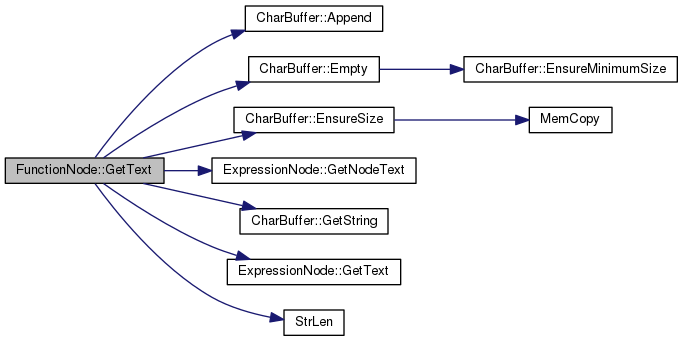 CharBuffer::Append
CharBuffer::Empty
CharBuffer::EnsureMinimumSize
CharBuffer::EnsureSize
MemCopy
FunctionNode::GetText
ExpressionNode::GetNodeText
CharBuffer::GetString
ExpressionNode::GetText
StrLen